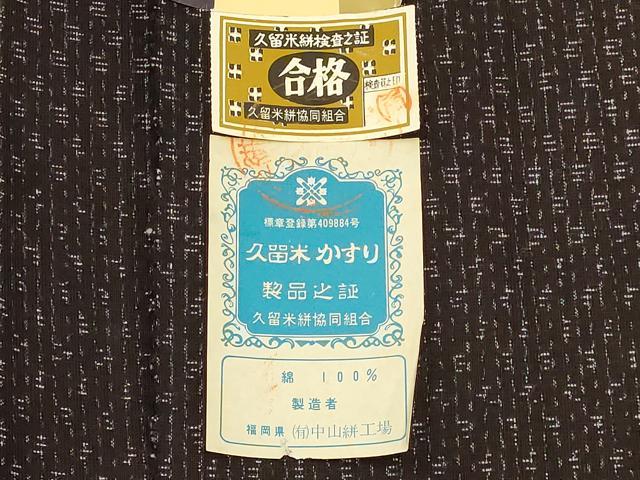 久留米絣検査之証
合格
検査員之印
久留米絣協同組合
標章登録第409884号
久留米かすり
製品之証
久留米絣協同組合
綿 100%
製造者
福岡県 (有)中山絣工場